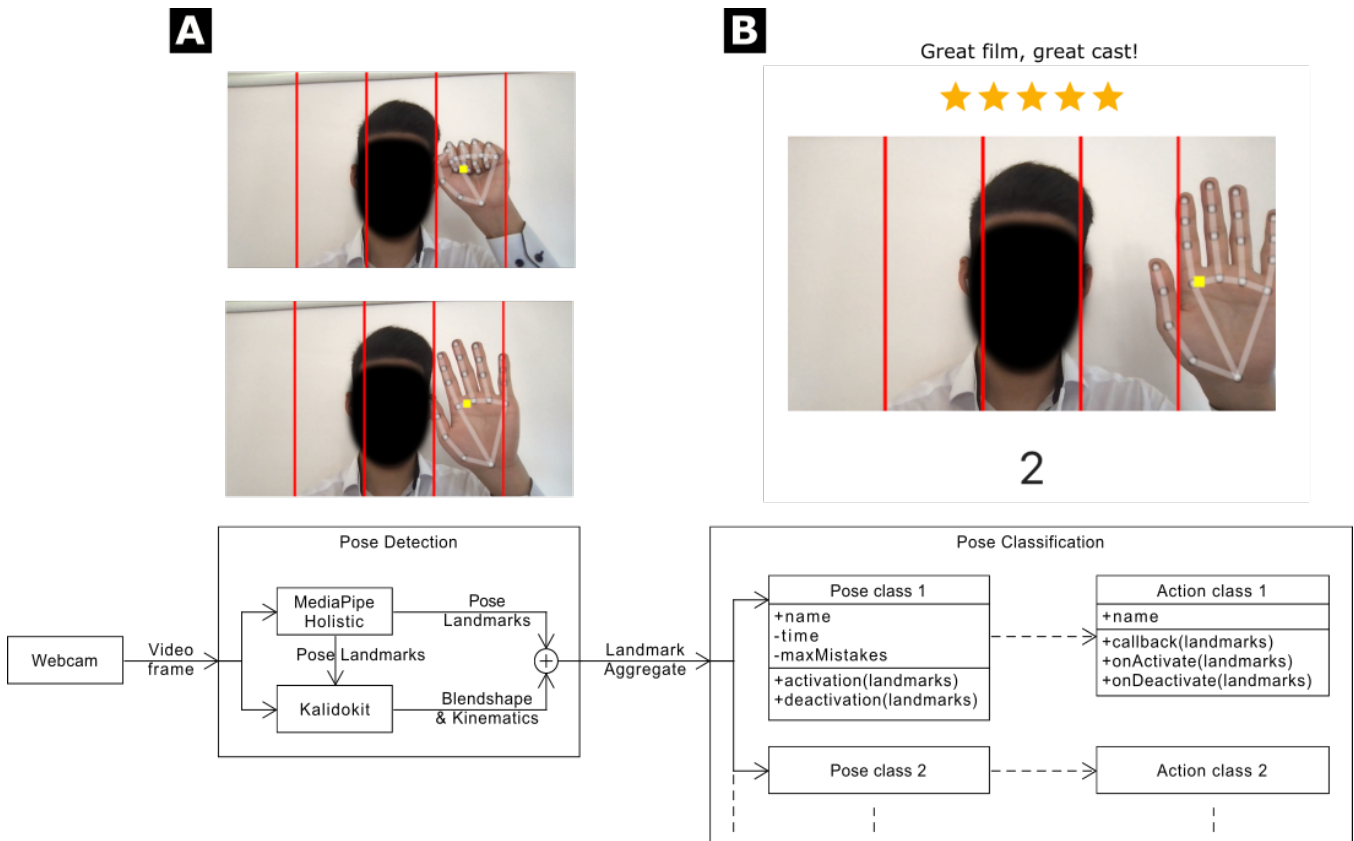 A
B
Great film, great cast!
2
Pose Detection
MediaPipe
Holistic
Pose
Landmarks
Pose Landmarks
Webcam
Video
frame
Kalidokit
Blendshape
& Kinematics
Landmark
Aggregate
Pose Classification
Pose class 1
+name
-time
-maxMistakes
+activation(landmarks)
+deactivation(landmarks)
Action class 1
+name
+callback(landmarks)
+onActivate(landmarks)
+onDeactivate(landmarks)
Pose class 2
Action class 2